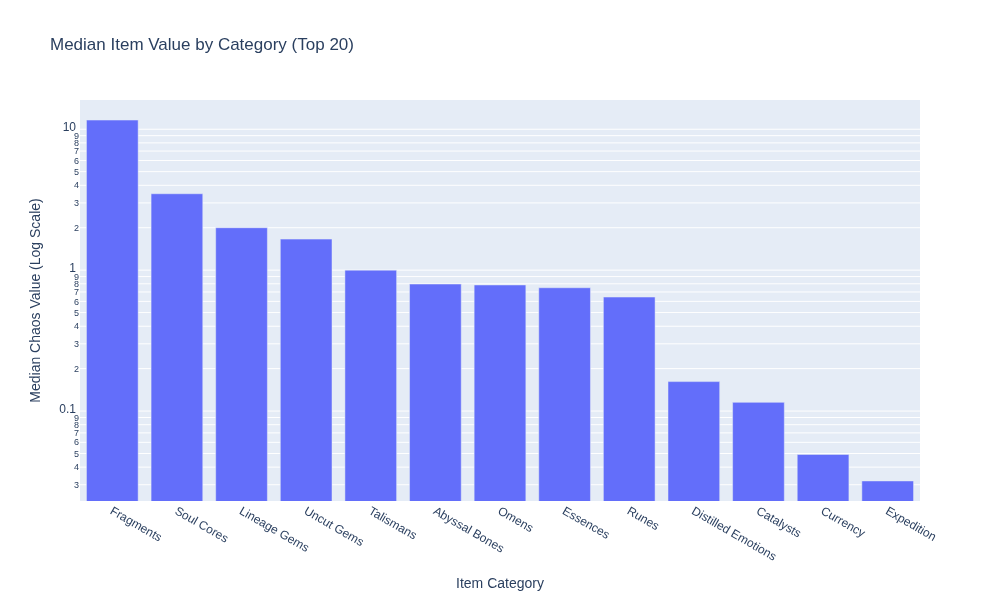 Median Item Value by Category (Top 20)
Median Chaos Value (Log Scale)
10
9
8
7
6
5
4
3
2
1
9
8
7
6
5
4
3
2
0.1
9
8
7
6
5
4
3
Fragments
Soul Cores
Lineage Gems
Uncut Gems
Talismans
Abyssal Bones
Omens
Essences
Runes
Distilled Emotions
Catalysts
Currency
Expedition
Item Category